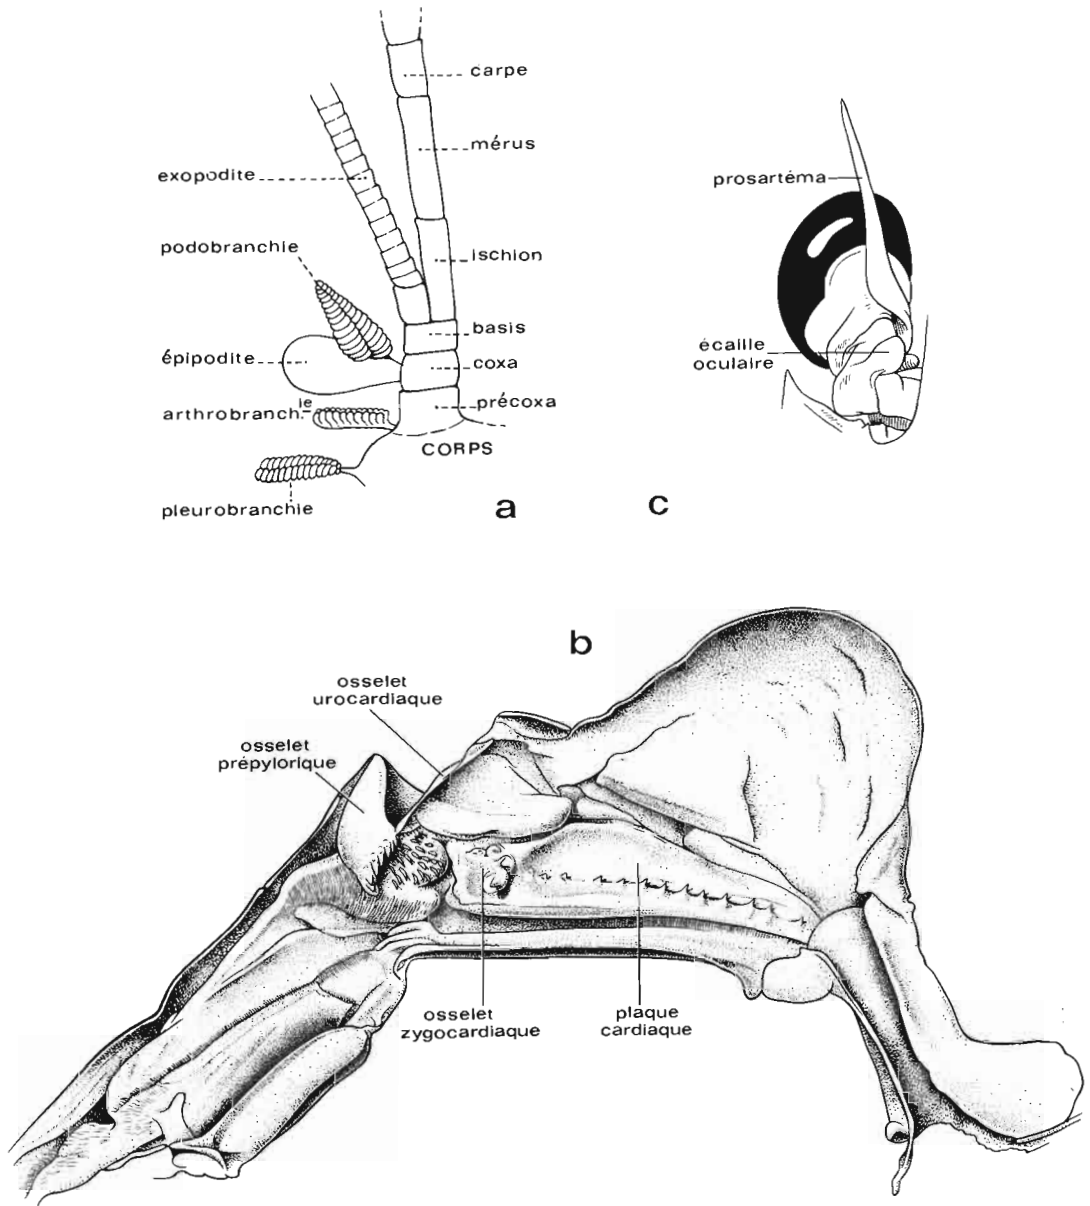 carpe
mérus
exopodite
podobranchie
ischion
basis
épipodite
coxa
arthrobranchie
précoxa
CORPS
pleurobranchie
a
prosartéma
écaille
oculaire
c
b
osselet
urocardiaque
osselet
prépylorique
osselet
zygocardiaque
plaque
cardiaque